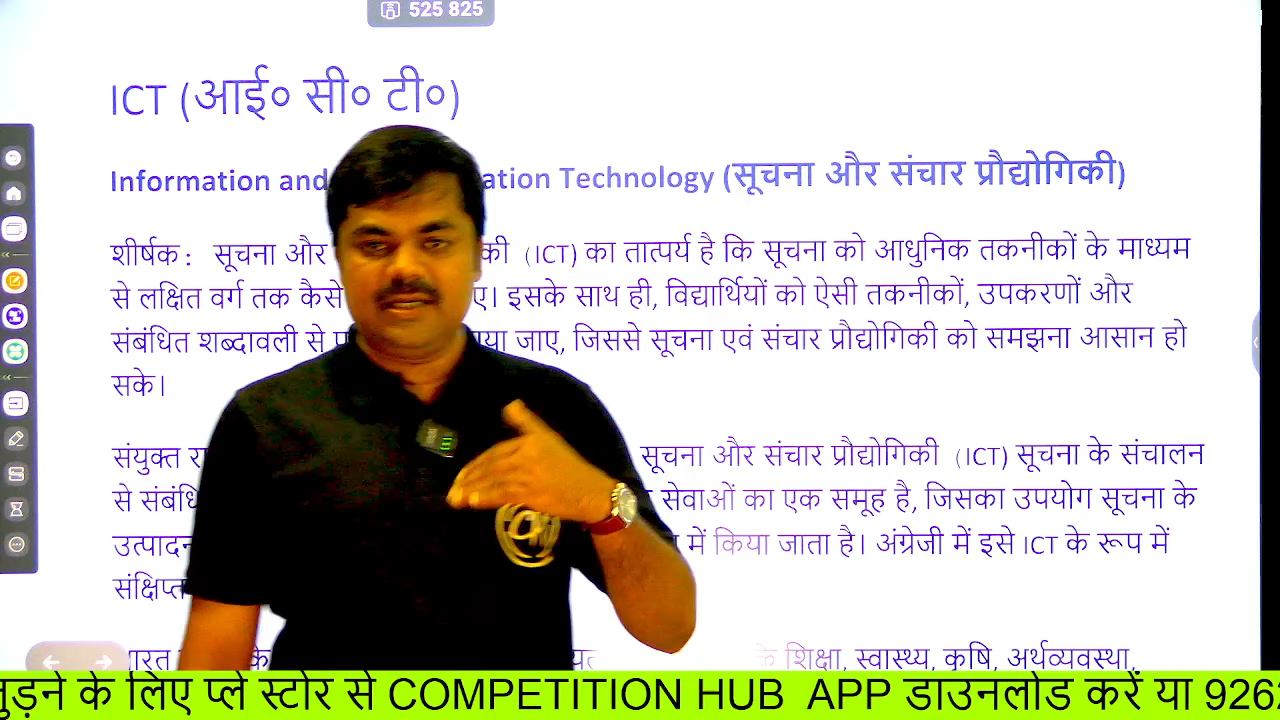 525 825
ICT (आई० सी० टी०)
Information and ation Technology (सूचना और संचार प्रौद्योगिकी)
शीर्षक: सूचना और की (ICT) का तात्पर्य है कि सूचना को आधुनिक तकनीकों के माध्यम
से लक्षित वर्ग तक कैसे ए। इसके साथ ही, विद्यार्थियों को ऐसी तकनीकों, उपकरणों और
संबंधित शब्दावली से या जाए, जिससे सूचना एवं संचार प्रौद्योगिकी को समझना आसान हो
सके।
संयुक्त सूचना और संचार प्रौद्योगिकी (ICT) सूचना के संचालन
से सेवाओं का एक समूह है, जिसका उपयोग सूचना के
में किया जाता है। अंग्रेजी में इसे ICT के रूप में
संक्षिप्त
के शिक्षा, स्वास्थ्य, कृषि, अर्थव्यवस्था,
जुड़ने के लिए प्ले स्टोर से COMPETITION HUB APP डाउनलोड करें या 926